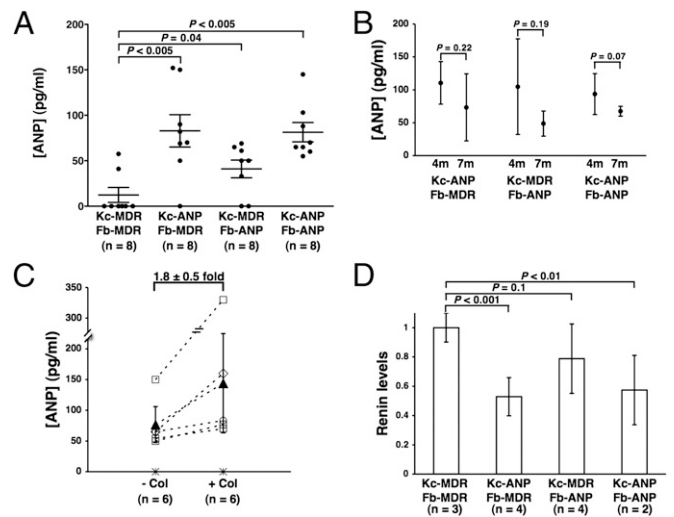 A
P < 0.005
P = 0.04
P < 0.005
200
150
100
50
0
[ANP] (pg/ml)
Kc-MDR Kc-ANP Kc-MDR Kc-ANP
Fb-MDR Fb-MDR Fb-ANP Fb-ANP
(n = 8) (n = 8) (n = 8) (n = 8)
B
200
150
100
50
0
[ANP] (pg/ml)
P = 0.22
P = 0.19
P = 0.07
4m 7m 4m 7m 4m 7m
Kc-ANP Kc-MDR Kc-ANP
Fb-MDR Fb-ANP Fb-ANP
C
1.8 ± 0.5 fold
350
300
200
150
100
50
0
[ANP] (pg/ml)
- Col + Col
(n = 6) (n = 6)
D
P < 0.01
P = 0.1
P < 0.001
1
0.8
0.6
0.4
0.2
0
Renin levels
Kc-MDR Kc-ANP Kc-MDR Kc-ANP
Fb-MDR Fb-MDR Fb-ANP Fb-ANP
(n = 3) (n = 4) (n = 4) (n = 2)